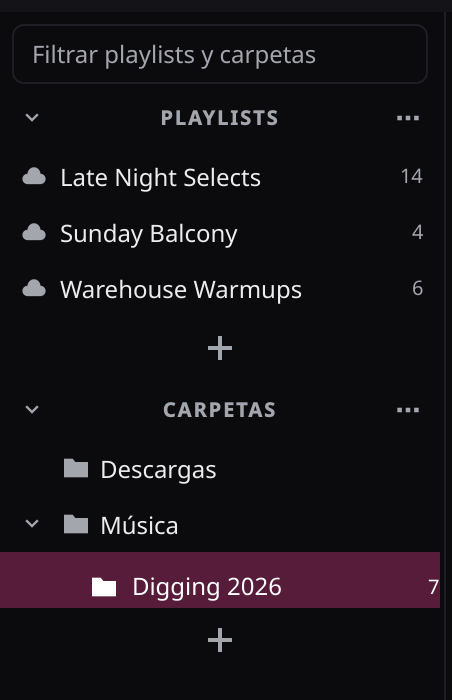 Filtrar playlists y carpetas
PLAYLISTS
Late Night Selects 14
Sunday Balcony 4
Warehouse Warmups 6
CARPETAS
Descargas
Música
Digging 2026 7